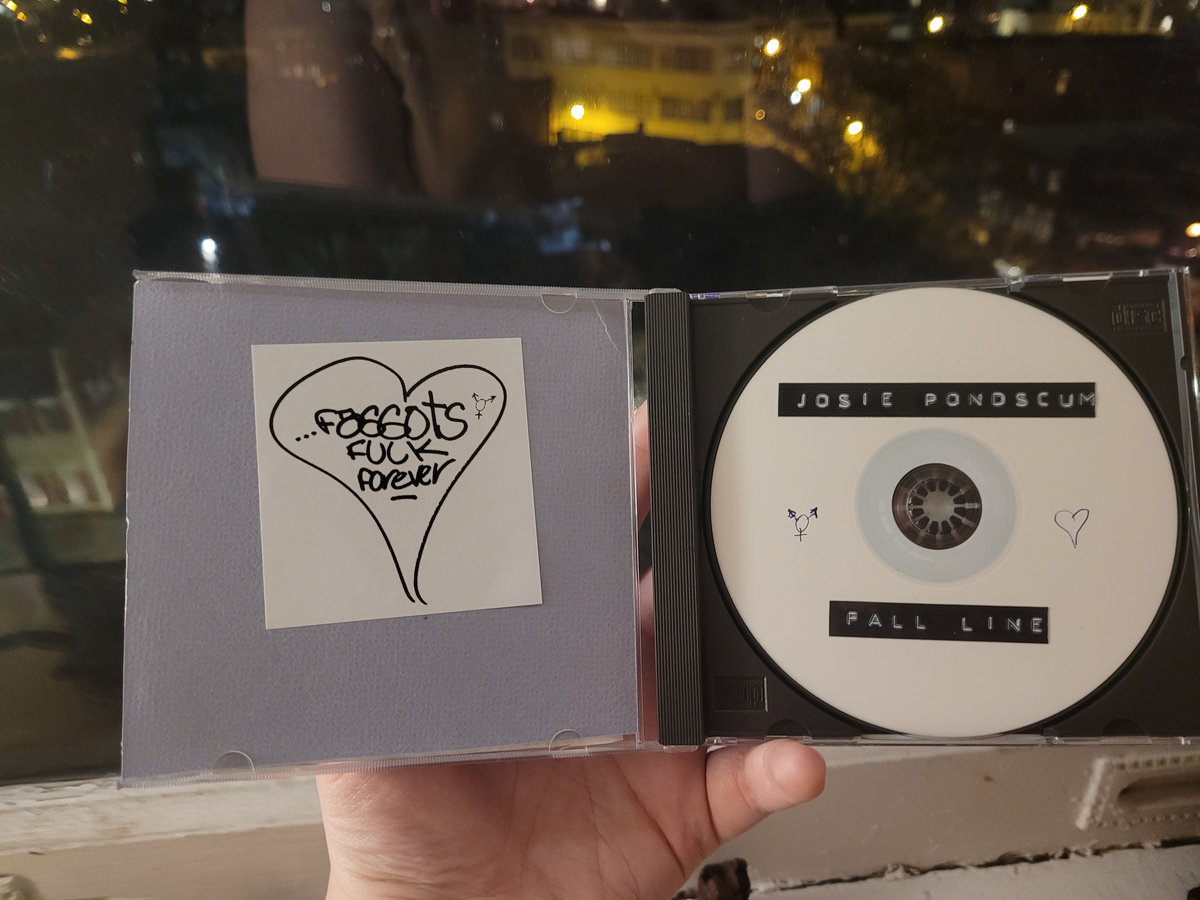 ...FaGGOtS
FUCK
Forever
JOSIE PONDSCUM
FALL LINE